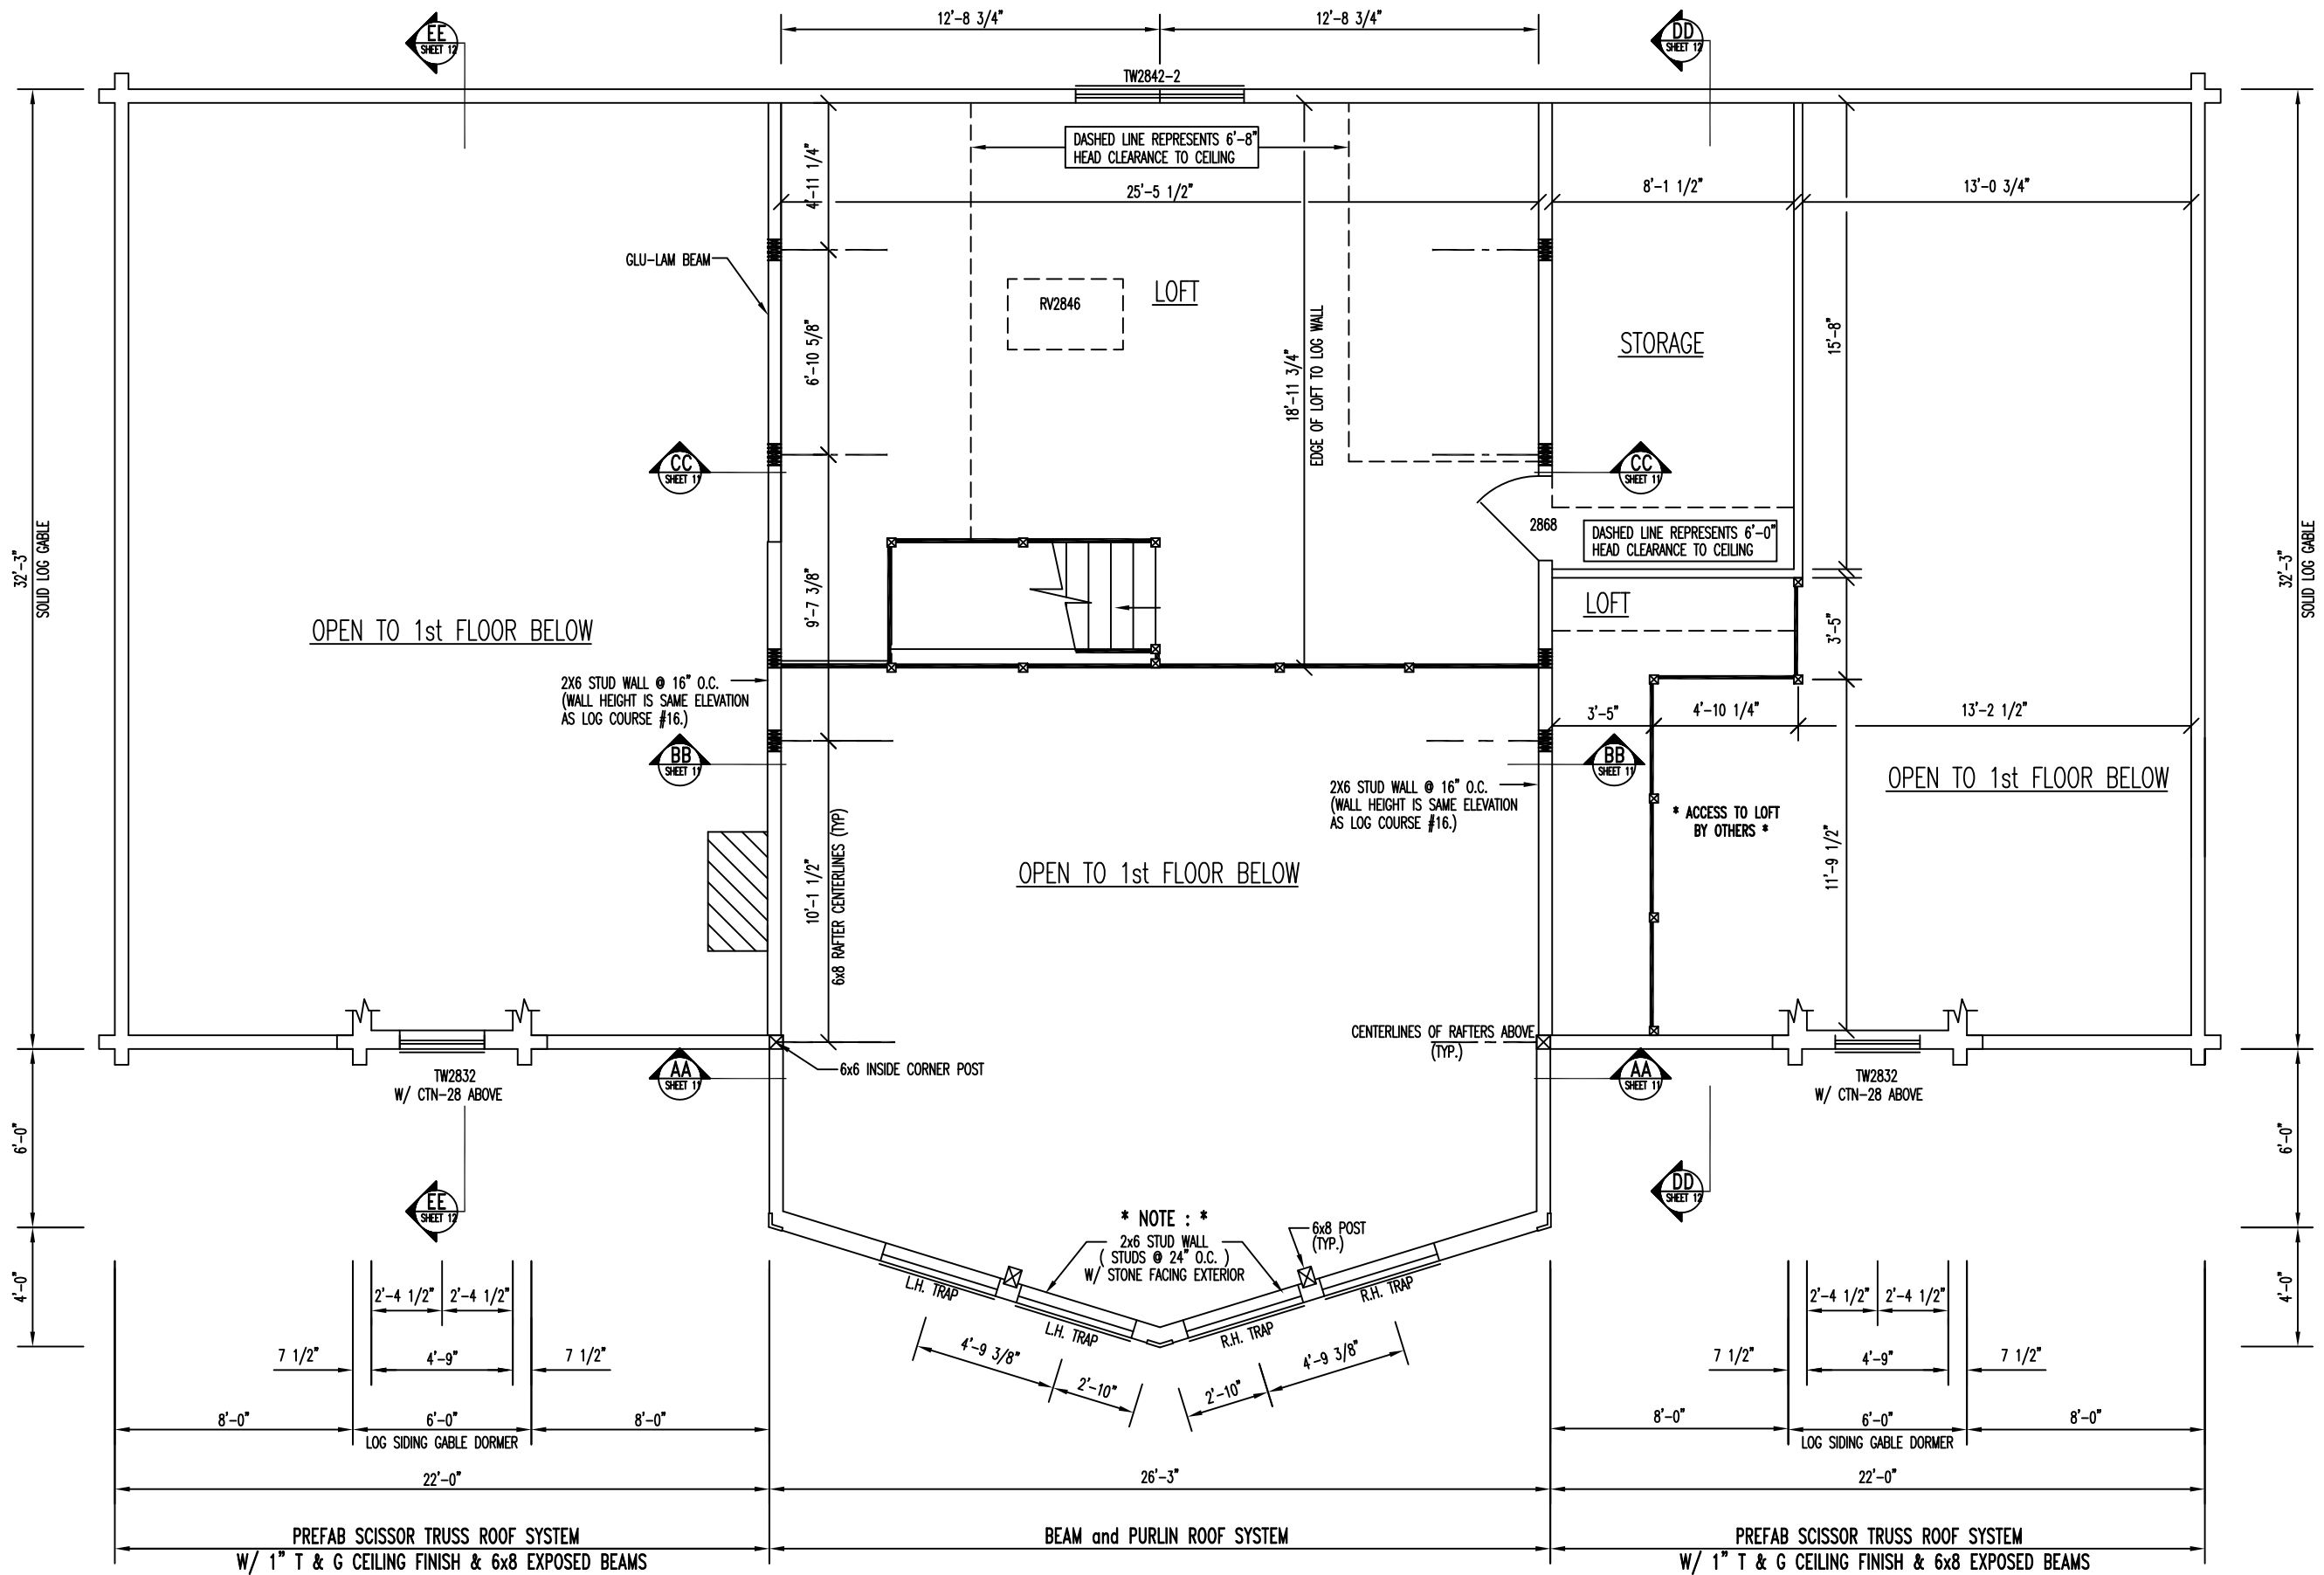 12'-8 3/4"
12'-8 3/4"
EE
SHEET 12
DD
SHEET 12
TW2842-2
DASHED LINE REPRESENTS 6'-8"
HEAD CLEARANCE TO CEILING
4'-11 1/4"
25'-5 1/2"
8'-1 1/2"
13'-0 3/4"
GLU-LAM BEAM
LOFT
RV2846
STORAGE
6'-10 5/8"
18'-11 3/4"
EDGE OF LOFT TO LOG WALL
15'-8"
CC
SHEET 11
CC
SHEET 11
2868
DASHED LINE REPRESENTS 6'-0"
HEAD CLEARANCE TO CEILING
32'-3"
SOLID LOG GABLE
32'-3"
SOLID LOG GABLE
9'-7 3/8"
LOFT
3'-5"
OPEN TO 1st FLOOR BELOW
2X6 STUD WALL @ 16" O.C.
(WALL HEIGHT IS SAME ELEVATION
AS LOG COURSE #16.)
3'-5"
4'-10 1/4"
13'-2 1/2"
BB
SHEET 11
BB
SHEET 11
2X6 STUD WALL @ 16" O.C.
(WALL HEIGHT IS SAME ELEVATION
AS LOG COURSE #16.)
OPEN TO 1st FLOOR BELOW
* ACCESS TO LOFT
BY OTHERS *
10'-1 1/2"
6x8 RAFTER CENTERLINES (TYP)
OPEN TO 1st FLOOR BELOW
11'-9 1/2"
CENTERLINES OF RAFTERS ABOVE
(TYP.)
6x6 INSIDE CORNER POST
AA
SHEET 11
AA
SHEET 11
TW2832
W/ CTN-28 ABOVE
TW2832
W/ CTN-28 ABOVE
6'-0"
6'-0"
EE
SHEET 12
DD
SHEET 12
* NOTE : *
2x6 STUD WALL
( STUDS @ 24" O.C. )
W/ STONE FACING EXTERIOR
6x8 POST
(TYP.)
4'-0"
4'-0"
L.H. TRAP
L.H. TRAP
R.H. TRAP
R.H. TRAP
2'-4 1/2"
2'-4 1/2"
2'-4 1/2"
2'-4 1/2"
4'-9 3/8"
2'-10"
2'-10"
4'-9 3/8"
7 1/2"
4'-9"
7 1/2"
7 1/2"
4'-9"
7 1/2"
8'-0"
6'-0"
8'-0"
LOG SIDING GABLE DORMER
8'-0"
6'-0"
8'-0"
LOG SIDING GABLE DORMER
22'-0"
26'-3"
22'-0"
PREFAB SCISSOR TRUSS ROOF SYSTEM
W/ 1" T & G CEILING FINISH & 6x8 EXPOSED BEAMS
BEAM and PURLIN ROOF SYSTEM
PREFAB SCISSOR TRUSS ROOF SYSTEM
W/ 1" T & G CEILING FINISH & 6x8 EXPOSED BEAMS